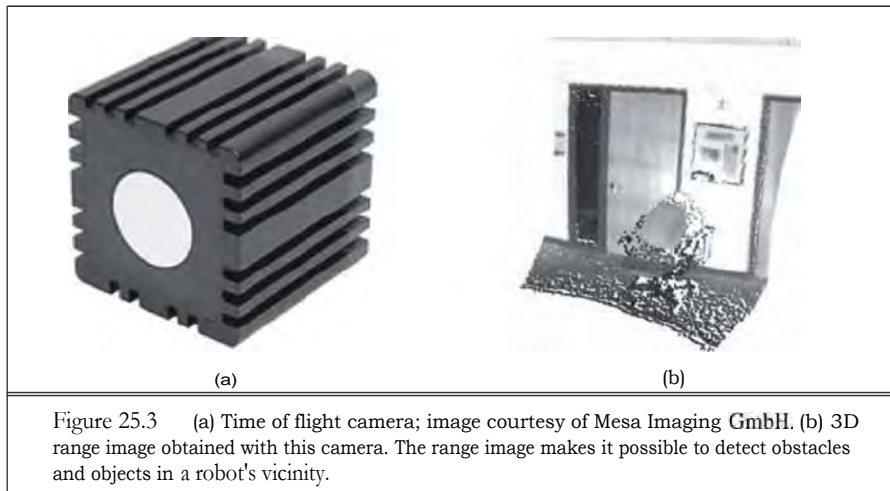 (a)
(b)
Figure 25.3 (a) Time of flight camera; image courtesy of Mesa Imaging GmbH. (b) 3D
range image obtained with this camera. The range image makes it possible to detect obstacles
and objects in a robot's vicinity.